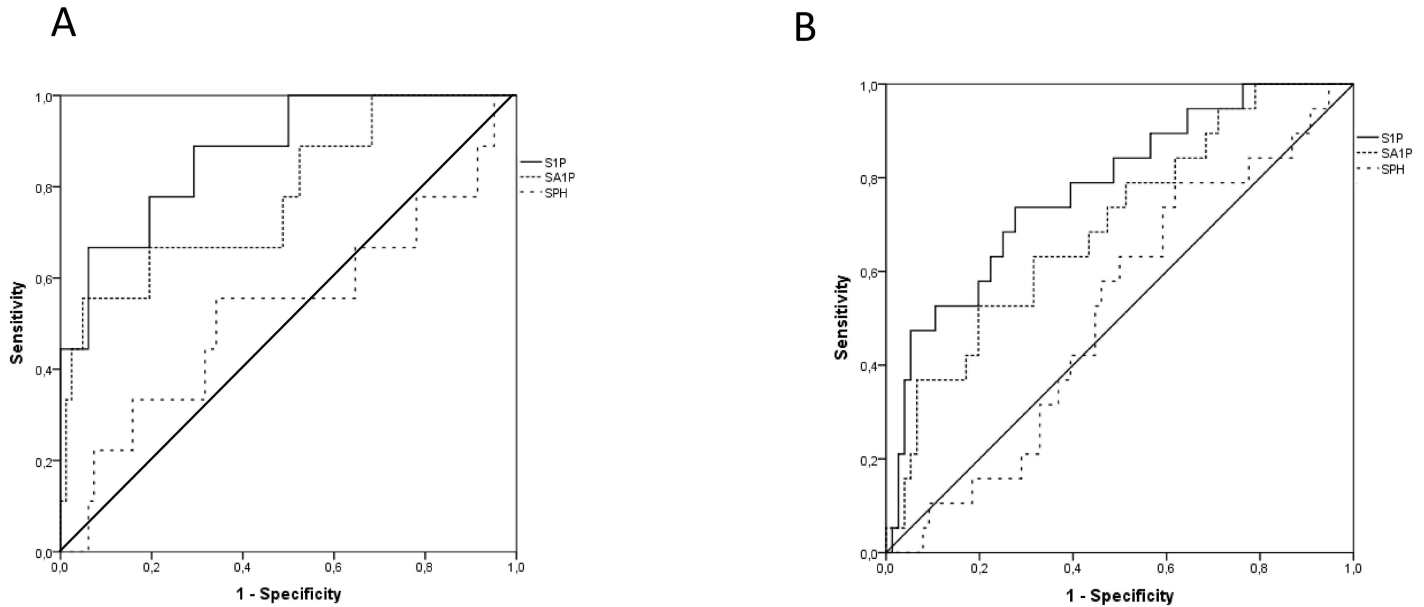 A
1,0
0,8
0,6
0,4
0,2
0,0
Sensitivity
0,0 0,2 0,4 0,6 0,8 1,0
1 - Specificity
S1P
SA1P
SPH
B
1,0
0,8
0,6
0,4
0,2
0,0
Sensitivity
0,0 0,2 0,4 0,6 0,8 1,0
1 - Specificity
S1P
SA1P
SPH